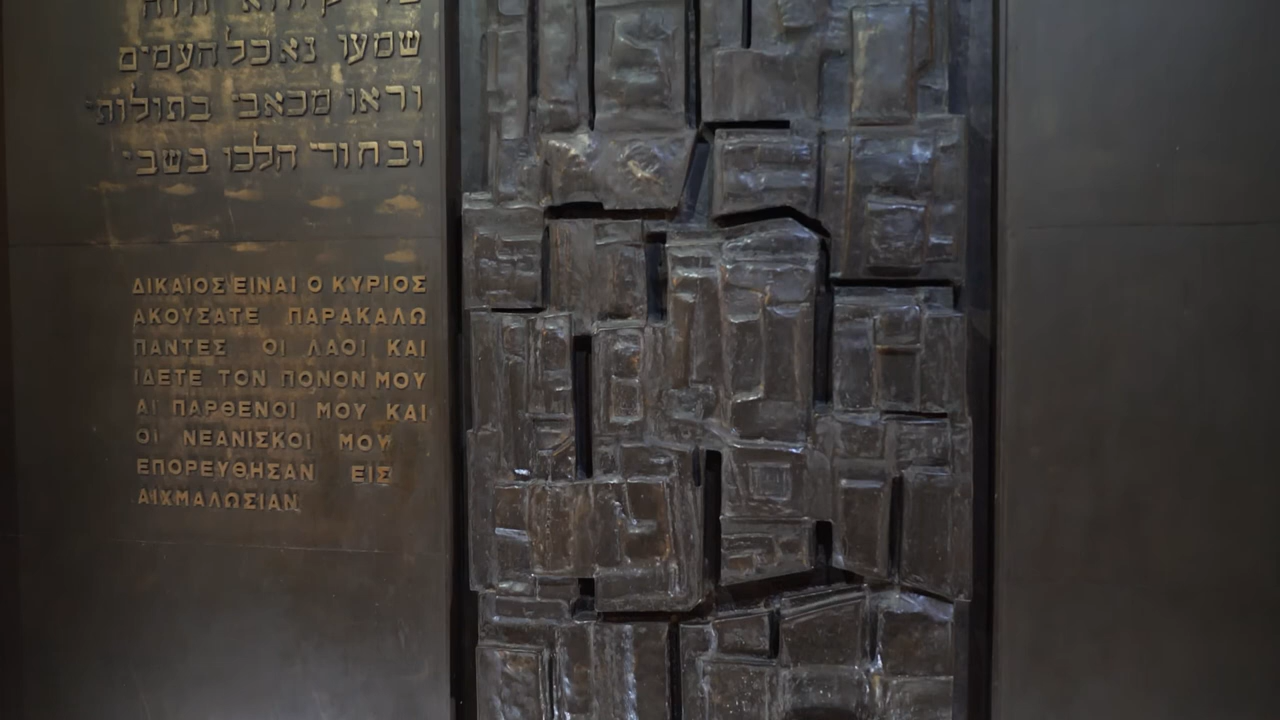 שמעו נא כל העמים
וראו מכאבי בתולותי
ובחורי הלכו בשבי
ΔΙΚΑΙΟΣ ΕΙΝΑΙ Ο ΚΥΡΙΟΣ
ΑΚΟΥΣΑΤΕ ΠΑΡΑΚΑΛΩ
ΠΑΝΤΕΣ ΟΙ ΛΑΟΙ ΚΑΙ
ΙΔΕΤΕ ΤΟΝ ΠΟΝΟΝ ΜΟΥ
ΑΙ ΠΑΡΘΕΝΟΙ ΜΟΥ ΚΑΙ
ΟΙ ΝΕΑΝΙΣΚΟΙ ΜΟΥ
ΕΠΟΡΕΥΘΗΣΑΝ ΕΙΣ
ΑΙΧΜΑΛΩΣΙΑΝ